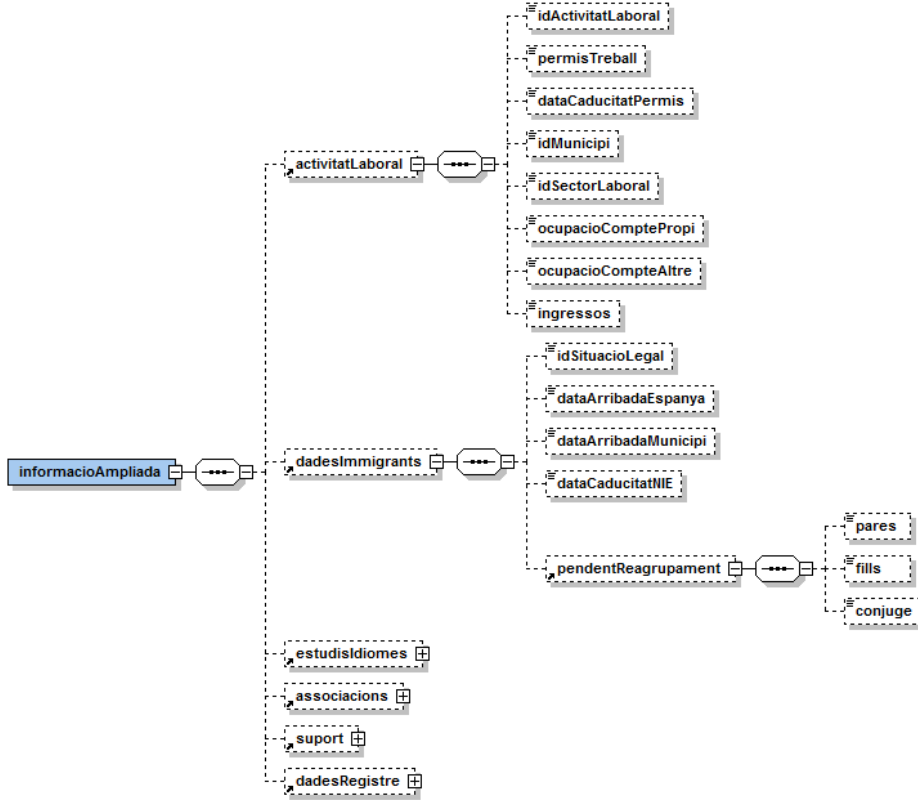 idActivitatLaboral
permisTreball
dataCaducitatPermis
idMunicipi
activitatLaboral
idSectorLaboral
ocupacioComptePropi
ocupacioCompteAltre
ingressos
idSituacioLegal
dataArribadaEspanya
dataArribadaMunicipi
dadesImmigrants
informacioAmpliada
dataCaducitatNIE
pares
pendentReagrupament
fills
conjuge
estudisIdiomes
associacions
suport
dadesRegistre